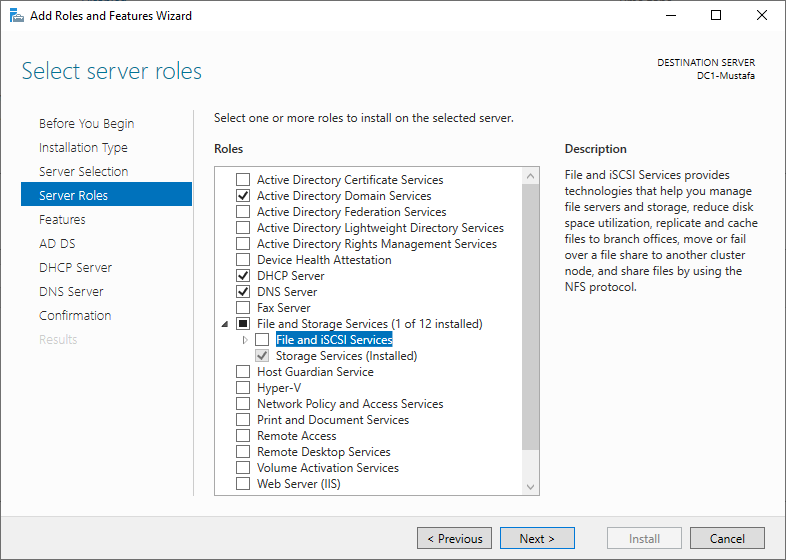 Add Roles and Features Wizard
Select server roles
DESTINATION SERVER
DC1-Mustafa
Before You Begin
Installation Type
Server Selection
Server Roles
Features
AD DS
DHCP Server
DNS Server
Confirmation
Results
Select one or more roles to install on the selected server.
Roles
Active Directory Certificate Services
Active Directory Domain Services
Active Directory Federation Services
Active Directory Lightweight Directory Services
Active Directory Rights Management Services
Device Health Attestation
DHCP Server
DNS Server
Fax Server
File and Storage Services (1 of 12 installed)
File and iSCSI Services
Storage Services (Installed)
Host Guardian Service
Hyper-V
Network Policy and Access Services
Print and Document Services
Remote Access
Remote Desktop Services
Volume Activation Services
Web Server (IIS)
Description
File and iSCSI Services provides
technologies that help you manage
file servers and storage, reduce disk
space utilization, replicate and cache
files to branch offices, move or fail
over a file share to another cluster
node, and share files by using the
NFS protocol.
< Previous
Next >
Install
Cancel